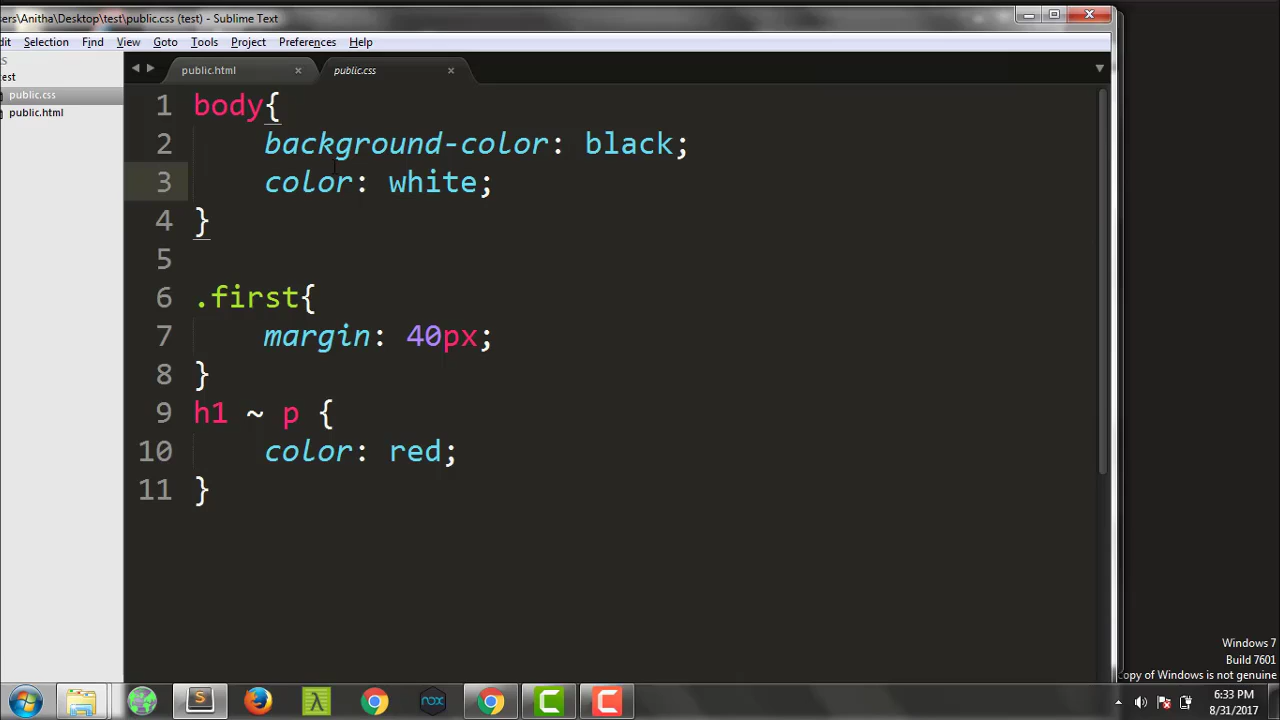 sers\Anitha\Desktop\test\public.css (test) - Sublime Text
dit Selection Find View Goto Tools Project Preferences Help
S
test
public.css
public.html
public.html
public.css
1 body{
2 background-color: black;
3 color: white;
4 }
5
6 .first{
7 margin: 40px;
8 }
9 h1 ~ p {
10 color: red;
11 }
Windows 7
Build 7601
copy of Windows is not genuine
nox
6:33 PM
8/31/2017